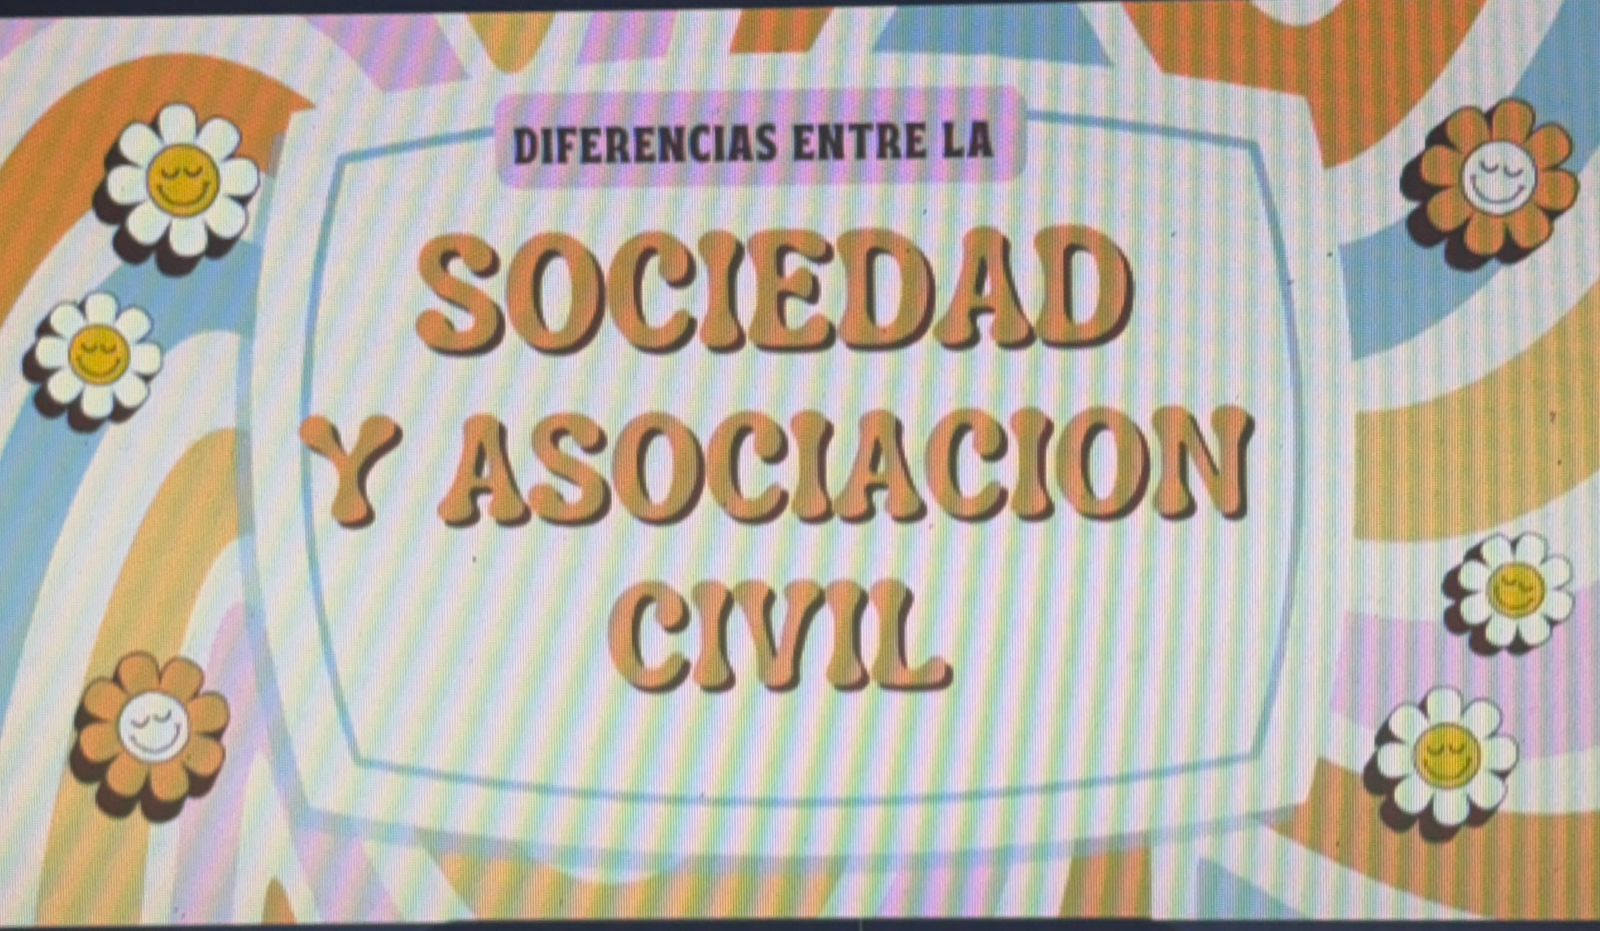 DIFERENCIAS ENTRE LA
SOCIEDAD
Y ASOCIACION
CIVIL